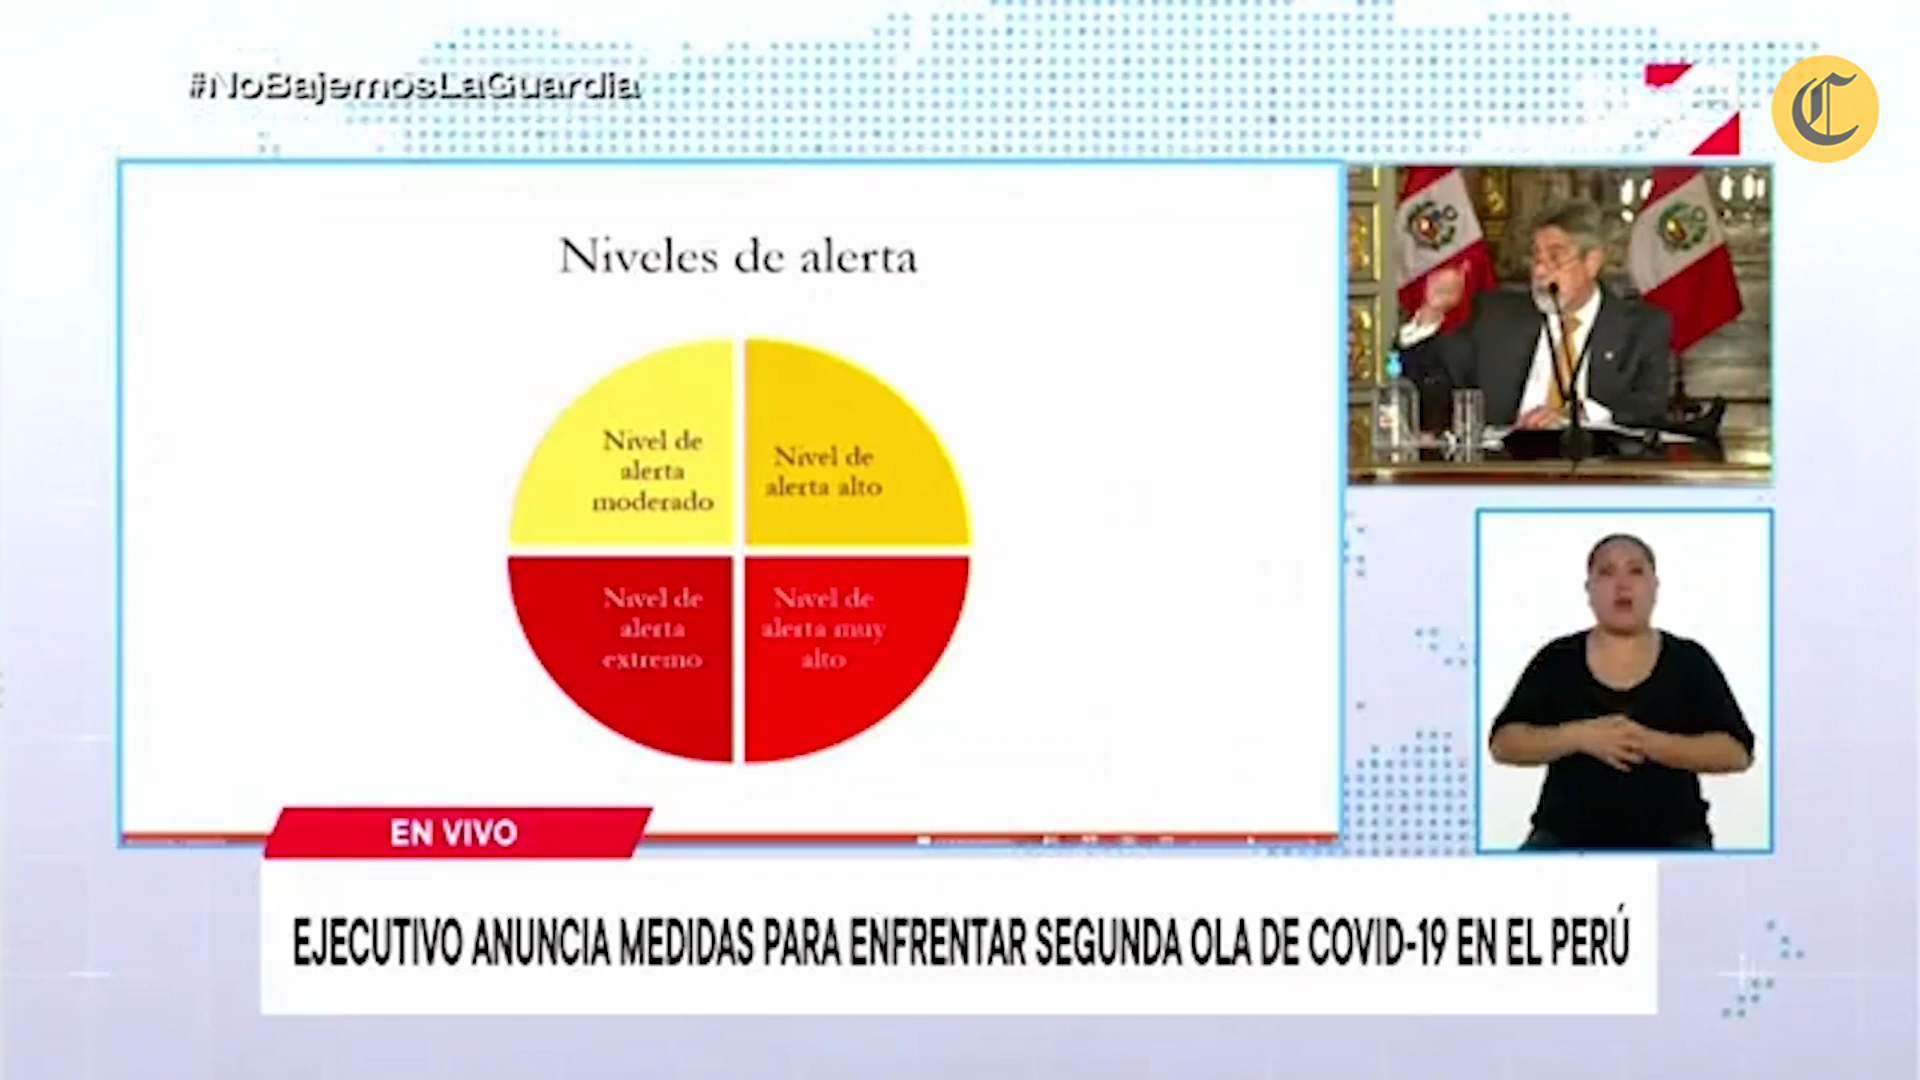 #NoBajemosLaGuardia
C
Niveles de alerta
Nivel de
alerta
moderado
Nivel de
alerta alto
Nivel de
alerta
extremo
Nivel de
alerta muy
alto
EN VIVO
EJECUTIVO ANUNCIA MEDIDAS PARA ENFRENTAR SEGUNDA OLA DE COVID-19 EN EL PERÚ